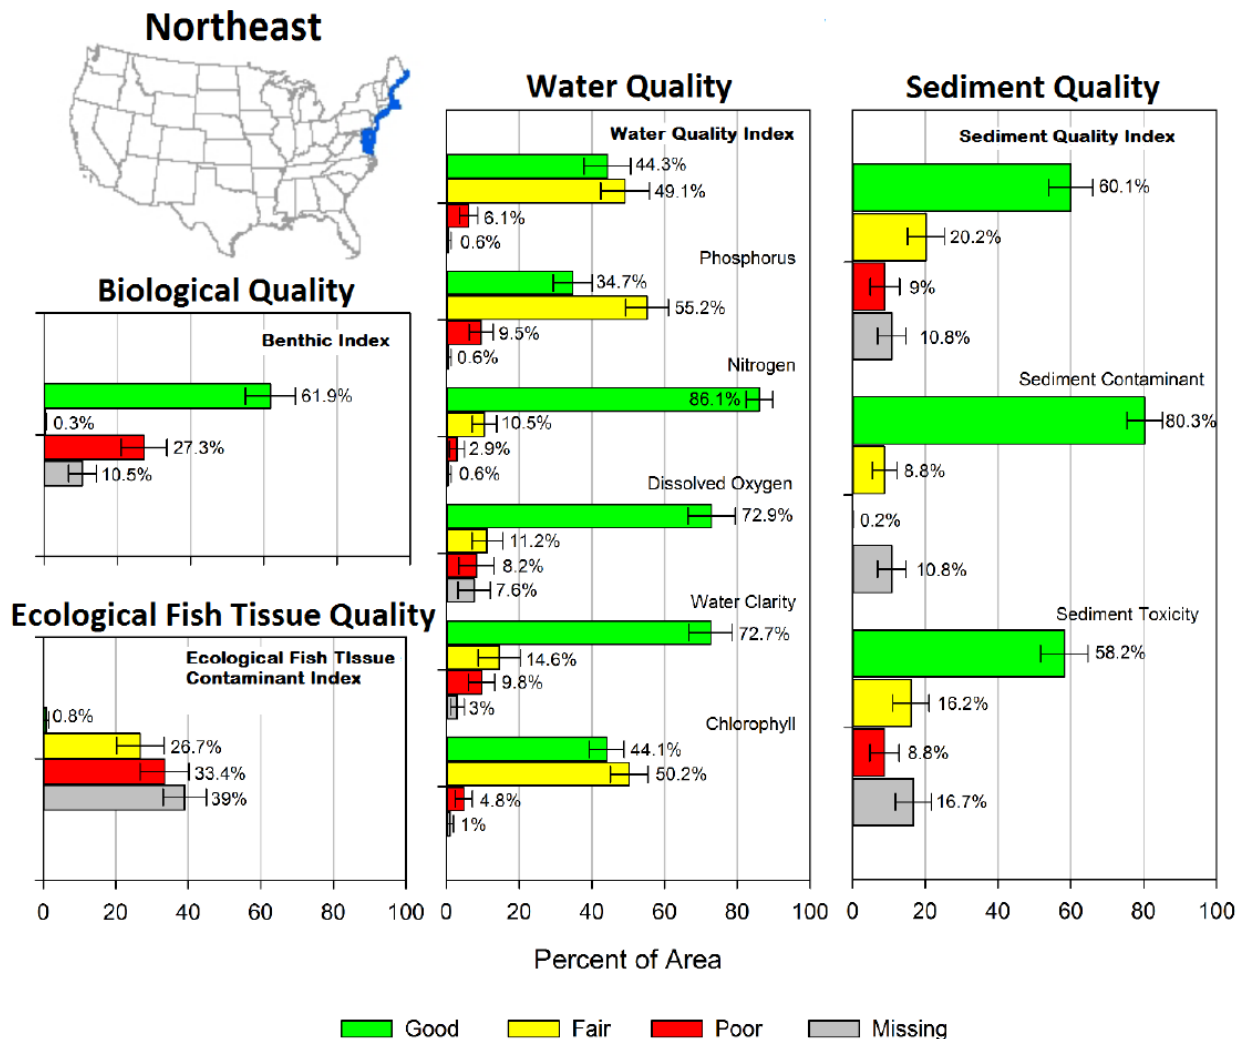 Northeast
Biological Quality
Benthic Index
61.9%
0.3%
27.3%
10.5%
Ecological Fish Tissue Quality
Ecological Fish TIssue
Contaminant Index
0.8%
26.7%
33.4%
39%
0 20 40 60 80 100
Water Quality
Water Quality Index
44.3%
49.1%
6.1%
0.6%
Phosphorus
34.7%
55.2%
9.5%
0.6%
Nitrogen
86.1%
10.5%
2.9%
0.6%
Dissolved Oxygen
72.9%
11.2%
8.2%
7.6%
Water Clarity
72.7%
14.6%
9.8%
3%
Chlorophyll
44.1%
50.2%
4.8%
1%
0 20 40 60 80 100
Sediment Quality
Sediment Quality Index
60.1%
20.2%
9%
10.8%
Sediment Contaminant
80.3%
8.8%
0.2%
10.8%
Sediment Toxicity
58.2%
16.2%
8.8%
16.7%
0 20 40 60 80 100
Percent of Area
Good Fair Poor Missing